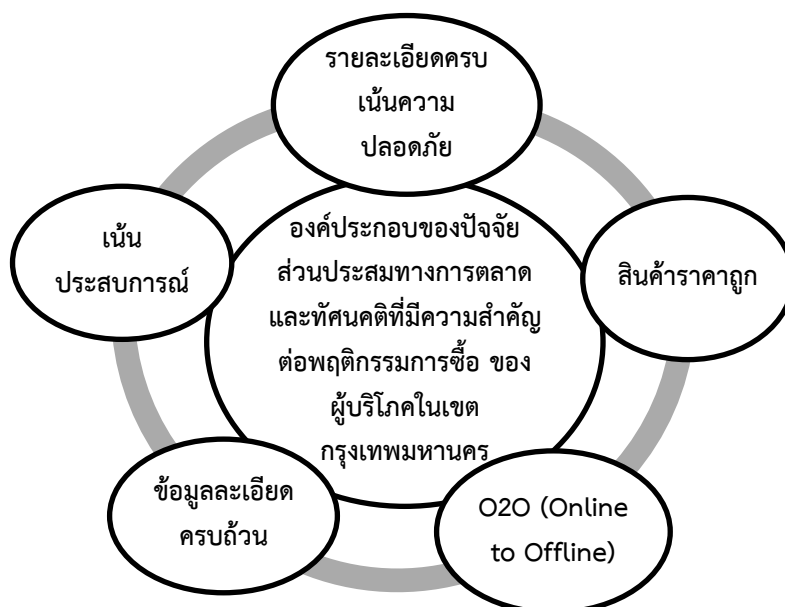 รายละเอียดครบ
เน้นความ
ปลอดภัย
เน้น
ประสบการณ์
องค์ประกอบของปัจจัย
ส่วนประสมทางการตลาด
และทัศนคติที่มีความสำคัญ
ต่อพฤติกรรมการซื้อ ของ
ผู้บริโภคในเขต
กรุงเทพมหานคร
สินค้าราคาถูก
ข้อมูลละเอียด
ครบถ้วน
O2O (Online
to Offline)